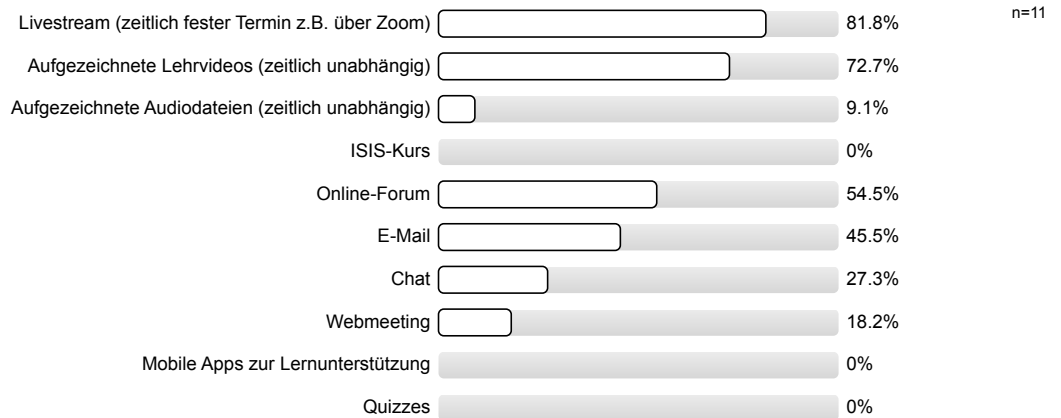 Livestream (zeitlich fester Termin z.B. über Zoom) 81.8% n=11
Aufgezeichnete Lehrvideos (zeitlich unabhängig) 72.7%
Aufgezeichnete Audiodateien (zeitlich unabhängig) 9.1%
ISIS-Kurs 0%
Online-Forum 54.5%
E-Mail 45.5%
Chat 27.3%
Webmeeting 18.2%
Mobile Apps zur Lernunterstützung 0%
Quizzes 0%